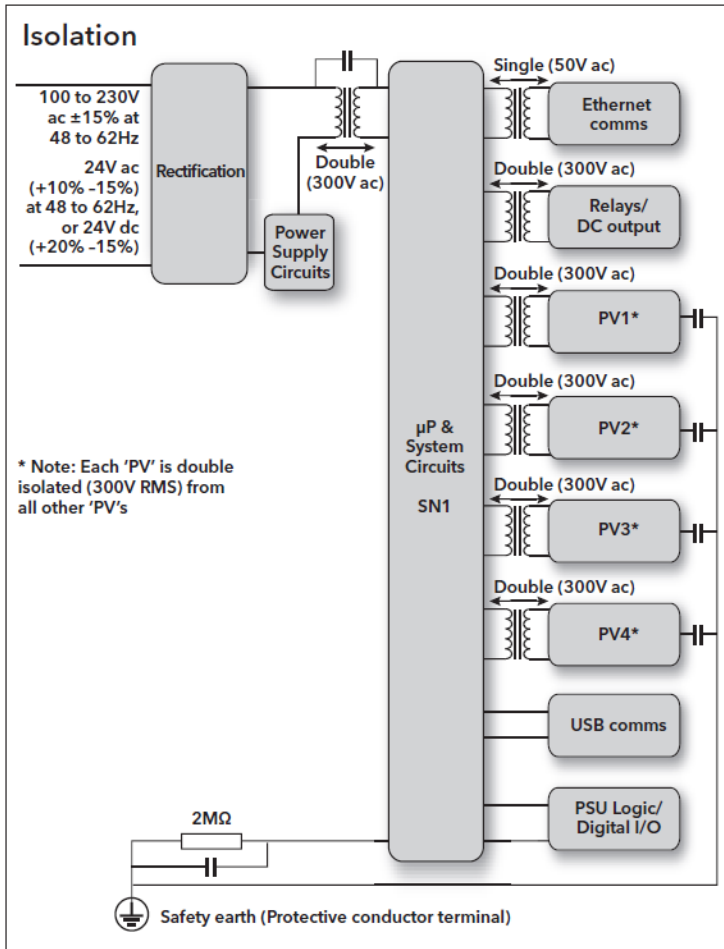 Isolation
100 to 230V
ac ±15% at
48 to 62Hz
24V ac
(+10% –15%)
at 48 to 62Hz,
or 24V dc
(+20% –15%)
Rectification
Double
(300V ac)
Power
Supply
Circuits
* Note: Each ‘PV’ is double
isolated (300V RMS) from
all other ‘PV’s
µP &
System
Circuits
SN1
Single (50V ac)
Ethernet
comms
Double (300V ac)
Relays/
DC output
Double (300V ac)
PV1*
Double (300V ac)
PV2*
Double (300V ac)
PV3*
Double (300V ac)
PV4*
USB comms
PSU Logic/
Digital I/O
2MΩ
Safety earth (Protective conductor terminal)